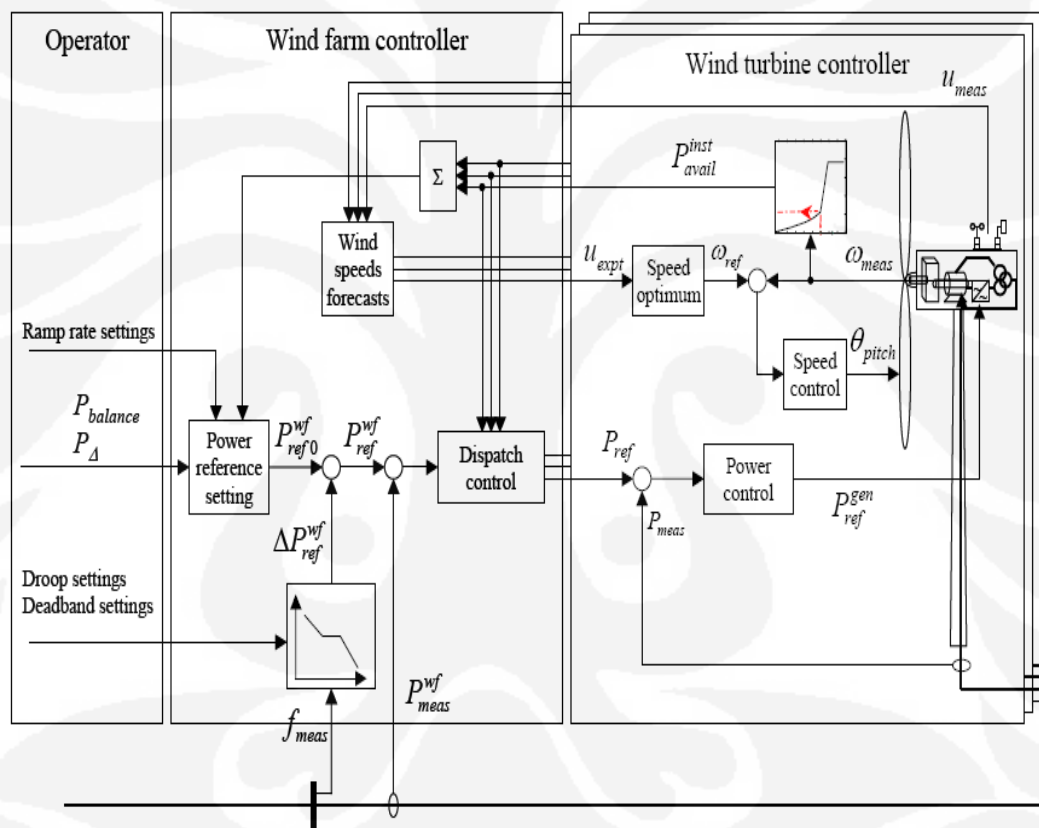 Operator
Wind farm controller
Wind turbine controller
u_meas
P_avail^inst
Σ
Wind
speeds
forecasts
u_expt
Speed
optimum
ω_ref
ω_meas
Ramp rate settings
Speed
control
θ_pitch
P_balance
P_Δ
Power
reference
setting
P_ref 0^wf
P_ref^wf
Dispatch
control
P_ref
Power
control
P_meas
P_ref^gen
ΔP_ref^wf
Droop settings
Deadband settings
P_meas^wf
f_meas